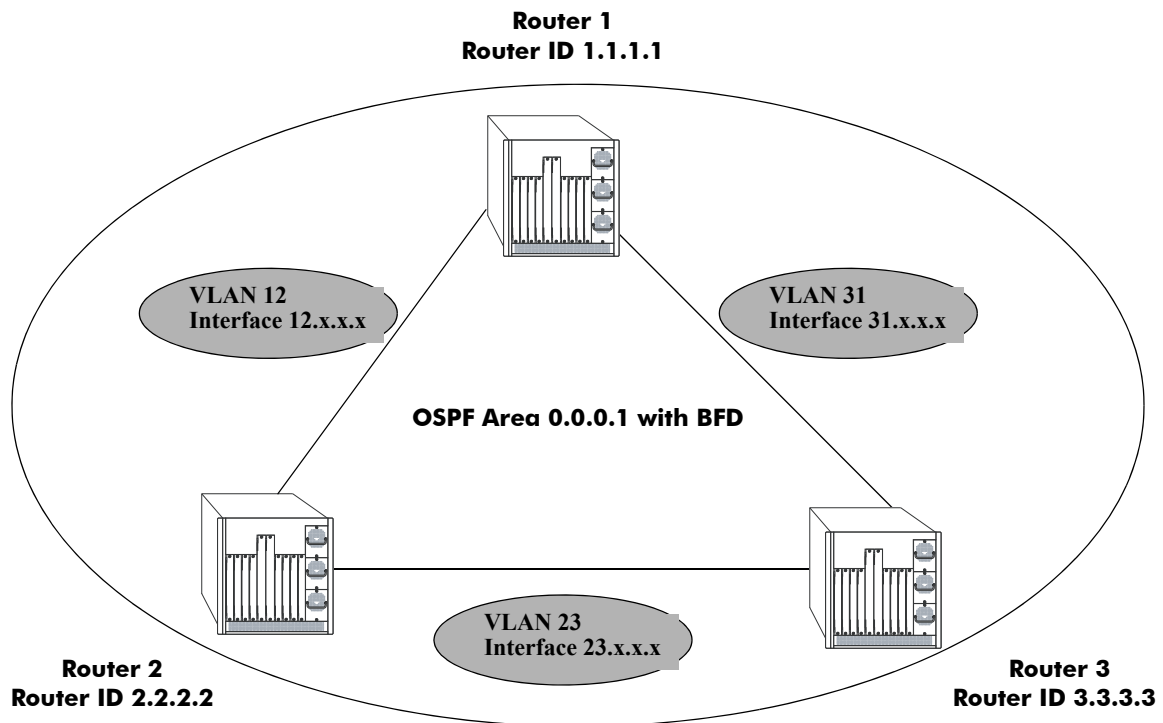 Router 1
Router ID 1.1.1.1
VLAN 12
Interface 12.x.x.x
VLAN 31
Interface 31.x.x.x
OSPF Area 0.0.0.1 with BFD
VLAN 23
Interface 23.x.x.x
Router 2
Router ID 2.2.2.2
Router 3
Router ID 3.3.3.3